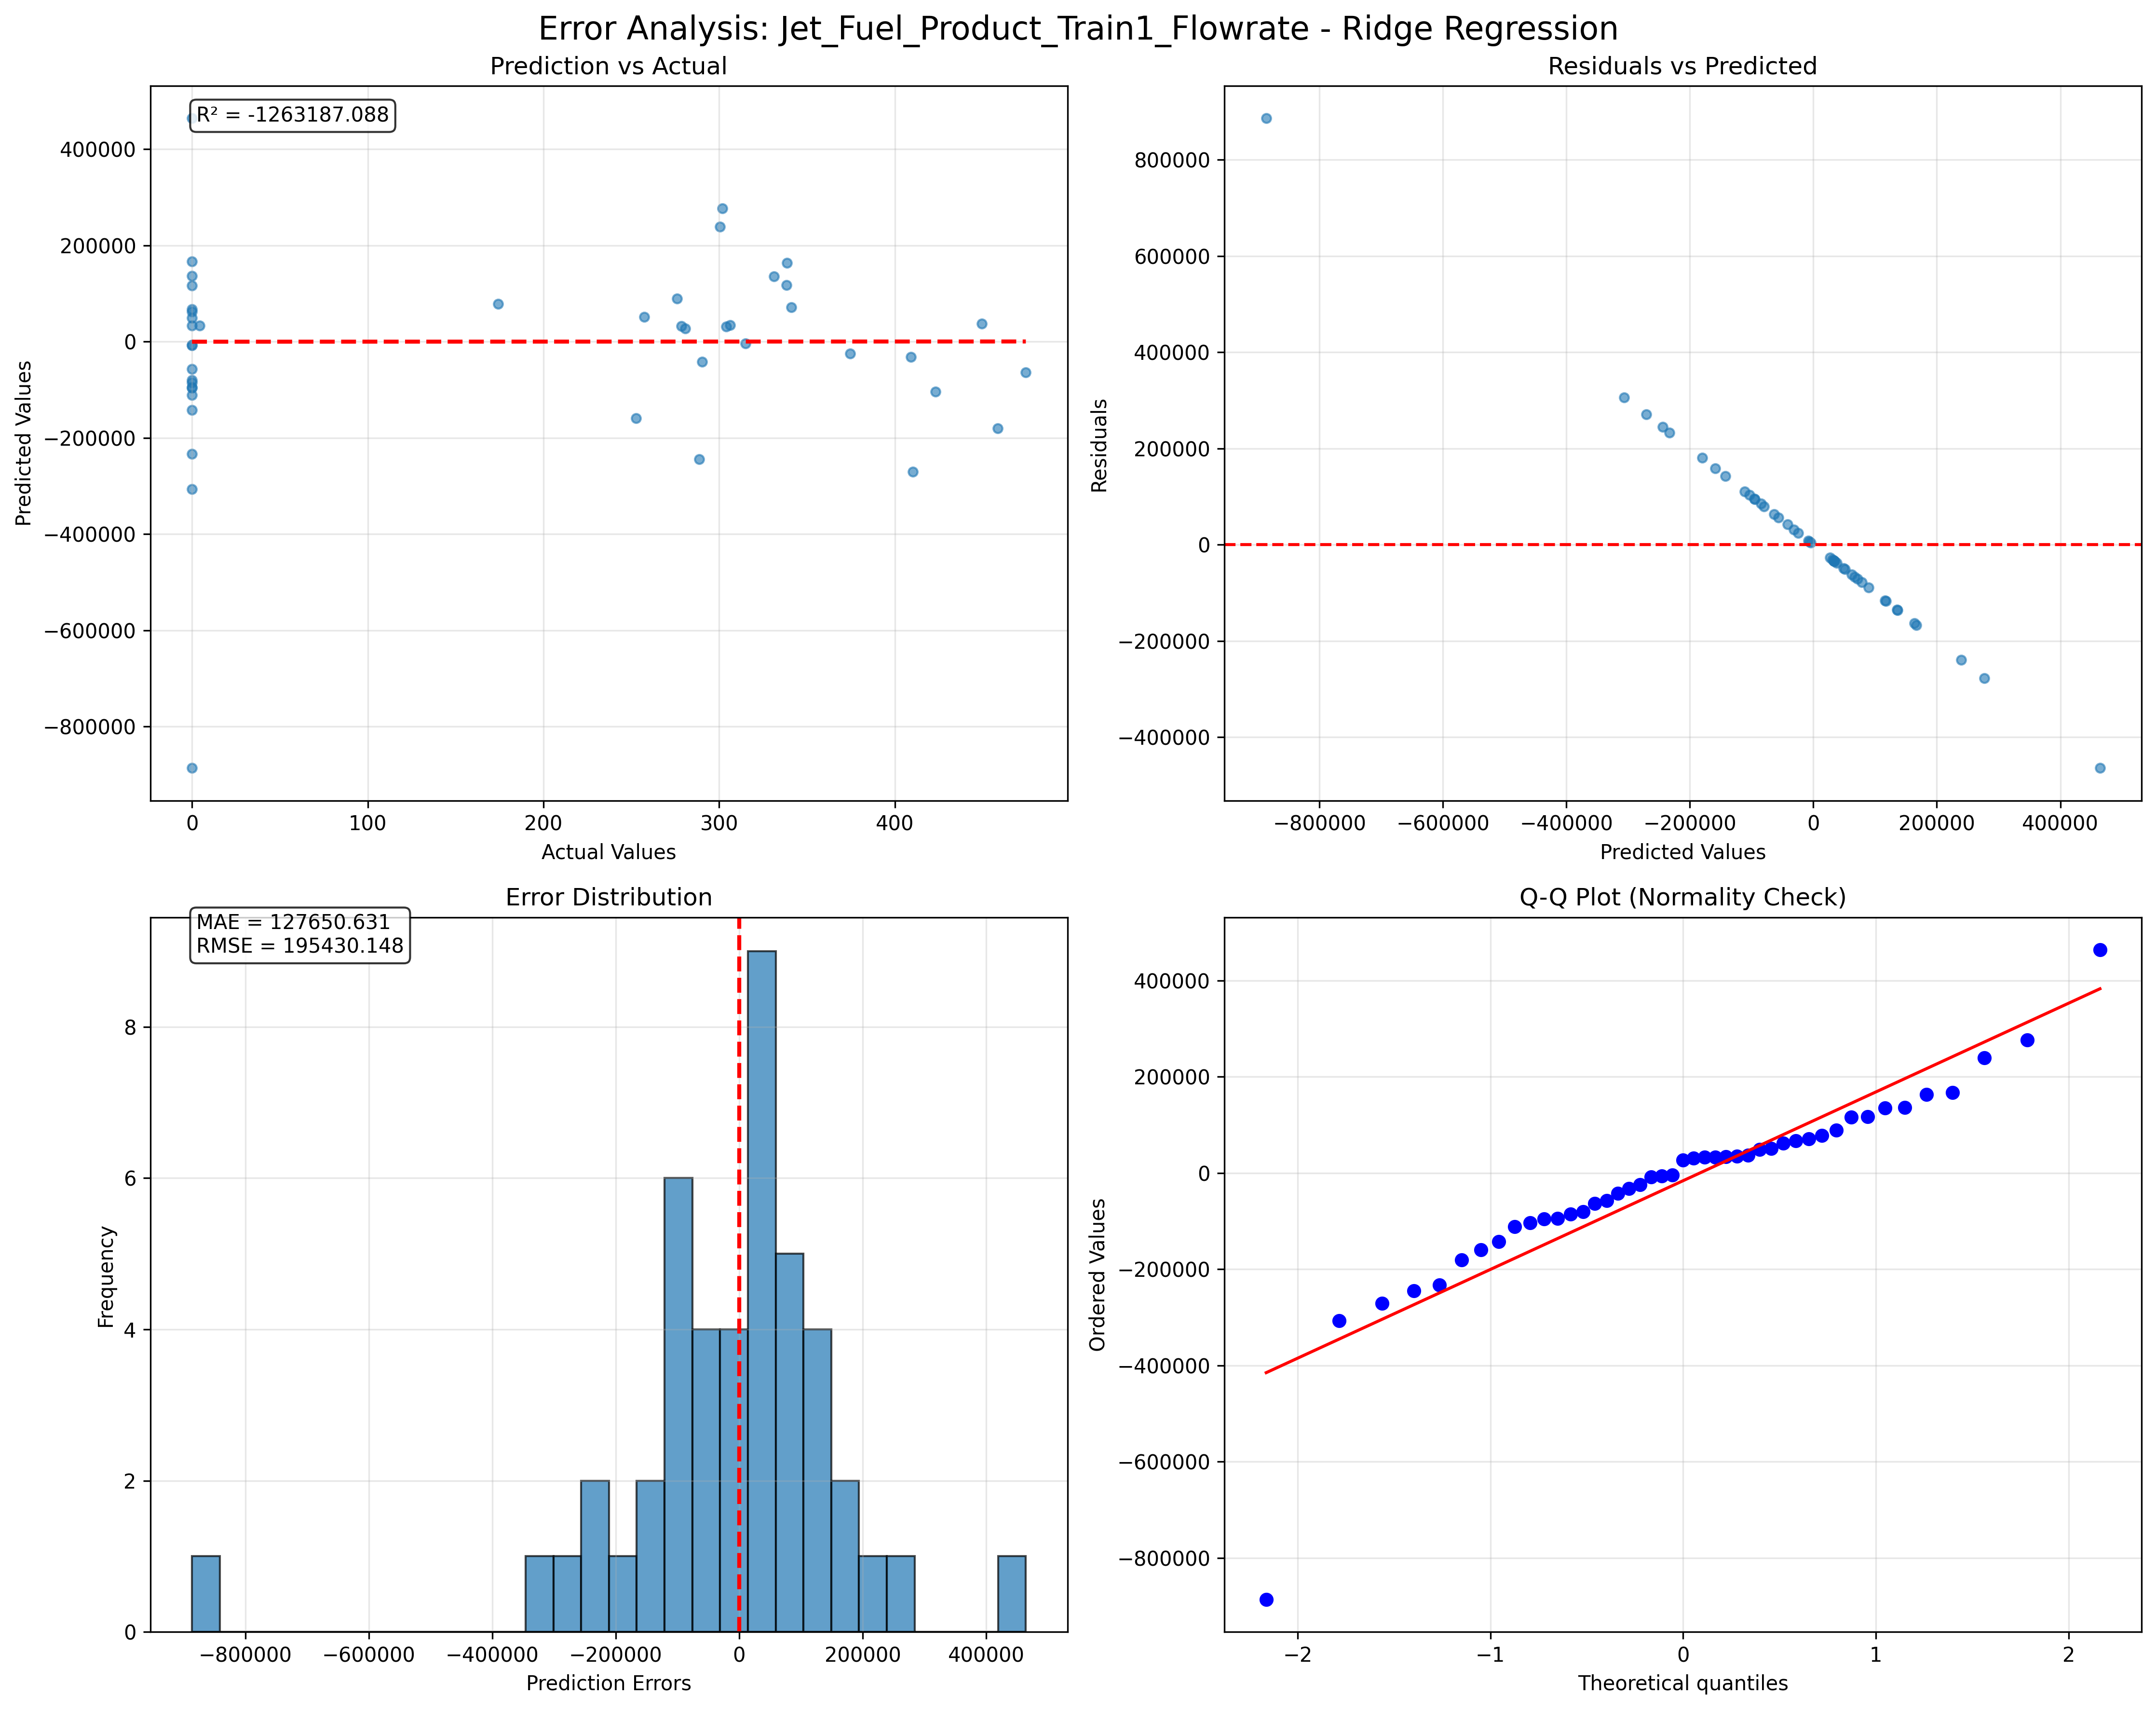 Error Analysis: Jet_Fuel_Product_Train1_Flowrate - Ridge Regression
Prediction vs Actual
R² = -1263187.088
400000
200000
0
−200000
−400000
−600000
−800000
Predicted Values
0 100 200 300 400
Actual Values
Residuals vs Predicted
800000
600000
400000
200000
0
−200000
−400000
Residuals
−800000 −600000 −400000 −200000 0 200000 400000
Predicted Values
Error Distribution
MAE = 127650.631
RMSE = 195430.148
8
6
4
2
0
Frequency
−800000 −600000 −400000 −200000 0 200000 400000
Prediction Errors
Q-Q Plot (Normality Check)
400000
200000
0
−200000
−400000
−600000
−800000
Ordered Values
−2 −1 0 1 2
Theoretical quantiles